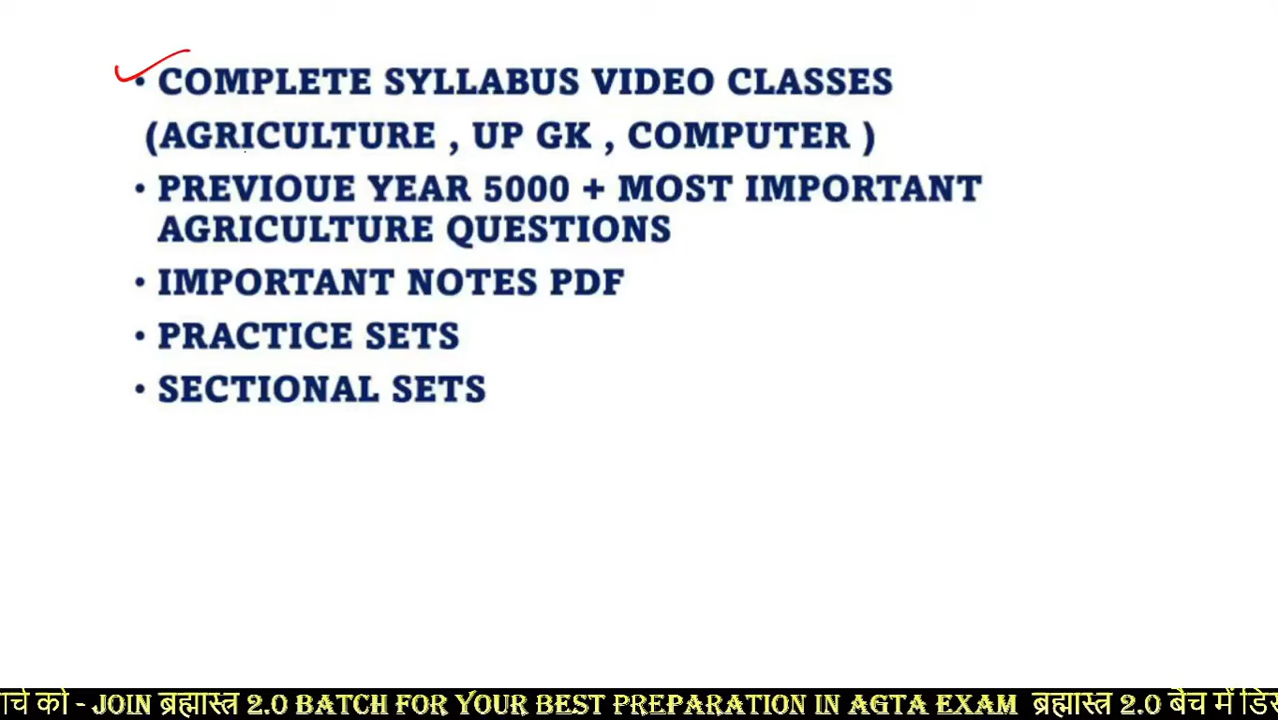 • COMPLETE SYLLABUS VIDEO CLASSES
(AGRICULTURE , UP GK , COMPUTER )
• PREVIOUE YEAR 5000 + MOST IMPORTANT
AGRICULTURE QUESTIONS
• IMPORTANT NOTES PDF
• PRACTICE SETS
• SECTIONAL SETS
को - JOIN ब्रह्मास्त्र 2.0 BATCH FOR YOUR BEST PREPARATION IN AGTA EXAM ब्रह्मास्त्र 2.0 बैच में